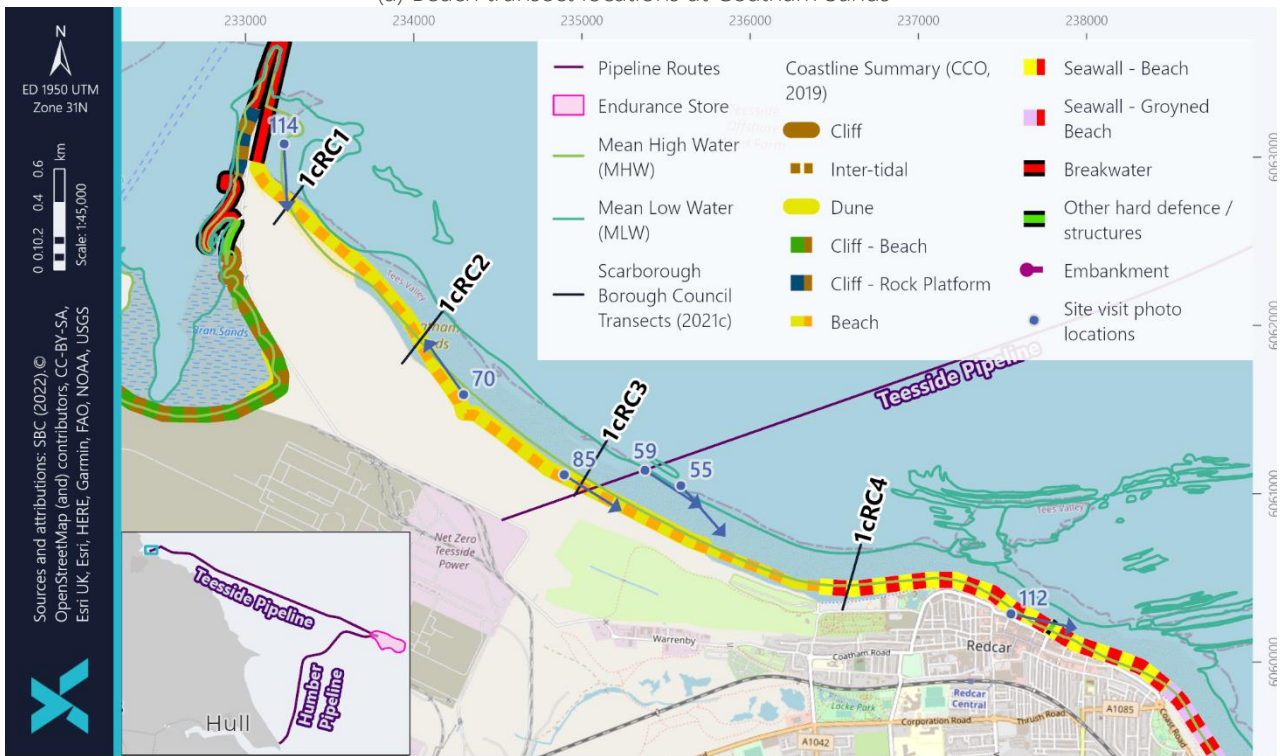 (a) Beach transect locations at Coatham Sands
233000
234000
235000
236000
237000
238000
N
ED 1950 UTM
Zone 31N
km
0 0.10.2 0.4 0.6
Scale: 1:45,000
Sources and attributions: SBC (2022).©
OpenStreetMap (and) contributors, CC-BY-SA,
Esri UK, Esri, HERE, Garmin, FAO, NOAA, USGS
Pipeline Routes
Endurance Store
Mean High Water
(MHW)
Mean Low Water
(MLW)
Scarborough
Borough Council
Transects (2021c)
Coastline Summary (CCO,
2019)
Cliff
Inter-tidal
Dune
Cliff - Beach
Cliff - Rock Platform
Beach
Seawall - Beach
Seawall - Groyned
Beach
Breakwater
Other hard defence /
structures
Embankment
Site visit photo
locations
6063000
6062000
6061000
6060000
114
1cRC1
1cRC2
Tees Valley
Bran Sands
70
1cRC3
85
59
55
Teesside Pipeline
1cRC4
Tees Valley
Net Zero
Teesside
Power
112
Warrenby
Coatham Road
Redcar
Locke Park
Redcar
Central
Corporation Road
Thrush Road
A1085
A1042
Coast Road
Teesside Pipeline
Humber
Pipeline
Hull